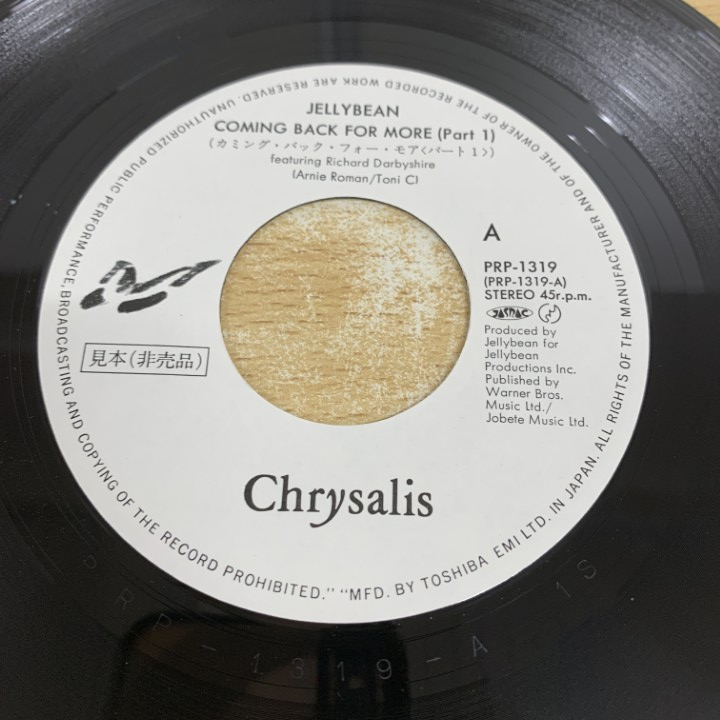 JELLYBEAN
COMING BACK FOR MORE (Part 1)
(カミング・バック・フォー・モア〈パート1〉)
featuring Richard Darbyshire
(Arnie Roman/Toni C)
A
PRP-1319
(PRP-1319-A)
STEREO 45r.p.m.
JASRAC
Produced by
Jellybean for
Jellybean
Productions Inc.
Published by
Warner Bros.
Music Ltd./
Jobete Music Ltd.
見本(非売品)
Chrysalis
ALL RIGHTS OF THE MANUFACTURER AND OF THE OWNER OF THE RECORDED WORK ARE RESERVED. UNAUTHORIZED PUBLIC PERFORMANCE, BROADCASTING AND COPYING OF THE RECORD PROHIBITED." "MFD. BY TOSHIBA EMI LTD. IN JAPAN.
PRP-1319-A 1S